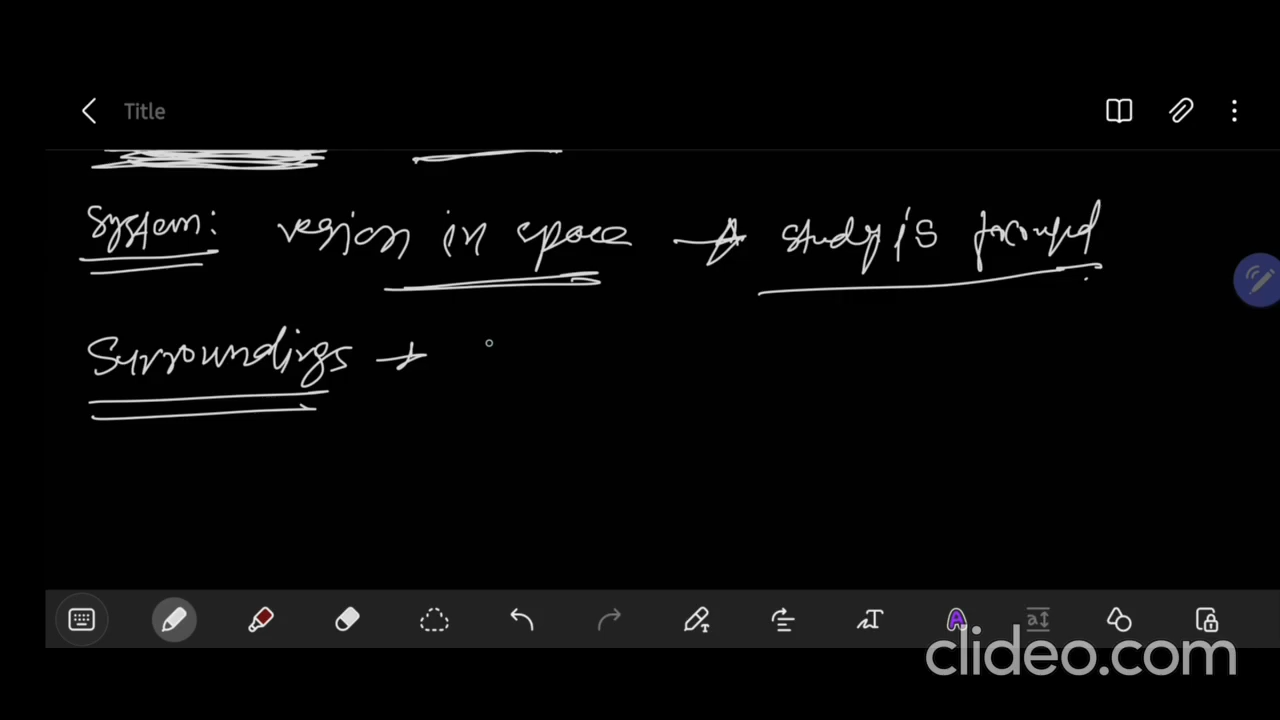 Title
System: region in space → study is focused
Surroundings →
clideo.com